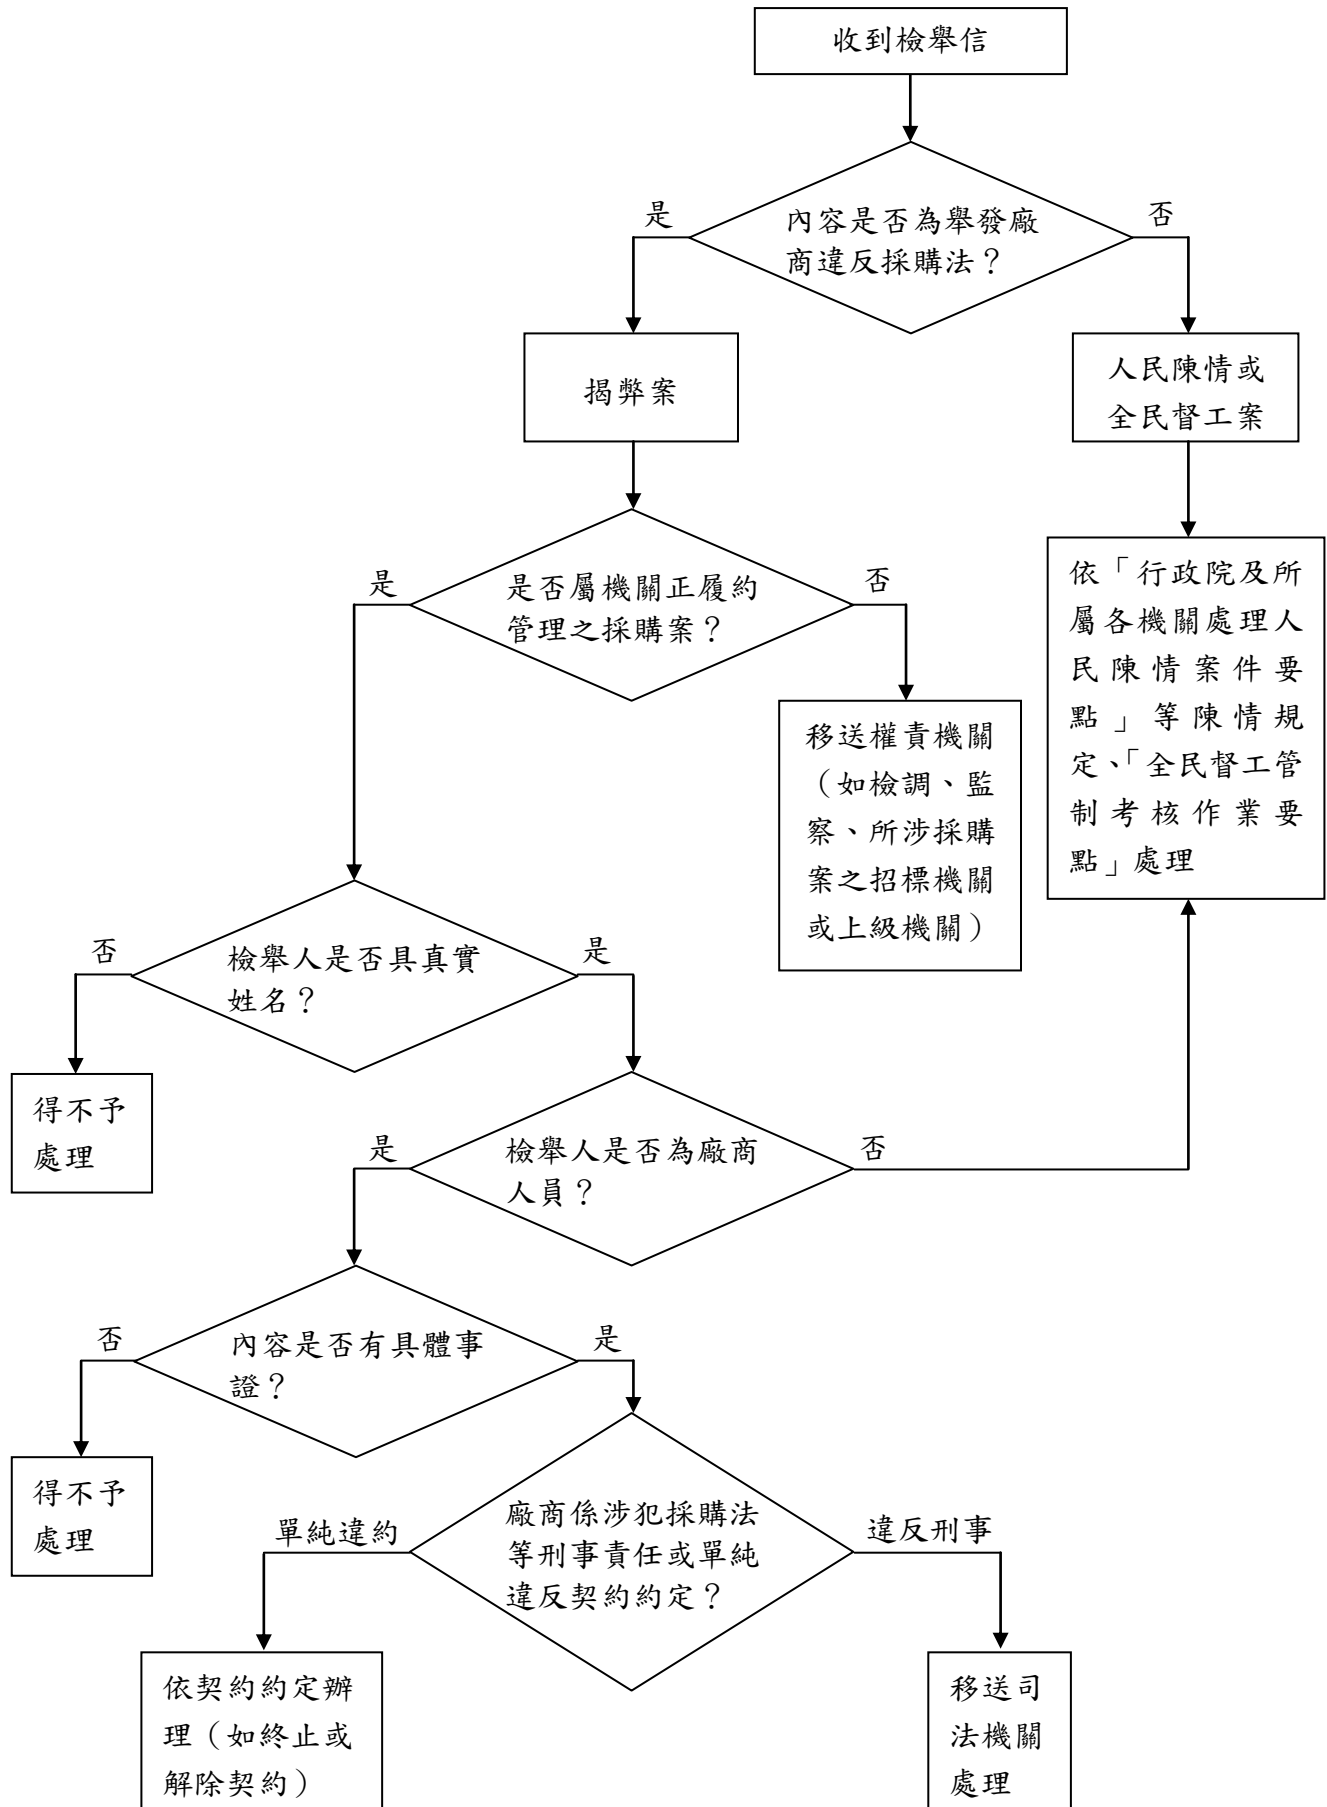 收到檢舉信
內容是否為舉發廠
商違反採購法？
是
否
揭弊案
人民陳情或
全民督工案
是否屬機關正履約
管理之採購案？
是
否
依「行政院及所
屬各機關處理人
民陳情案件要
點」等陳情規
定、「全民督工管
制考核作業要
點」處理
移送權責機關
（如檢調、監
察、所涉採購
案之招標機關
或上級機關）
檢舉人是否具真實
姓名？
否
是
得不予
處理
檢舉人是否為廠商
人員？
是
否
內容是否有具體事
證？
否
是
得不予
處理
廠商係涉犯採購法
等刑事責任或單純
違反契約約定？
單純違約
違反刑事
依契約約定辦
理（如終止或
解除契約）
移送司
法機關
處理